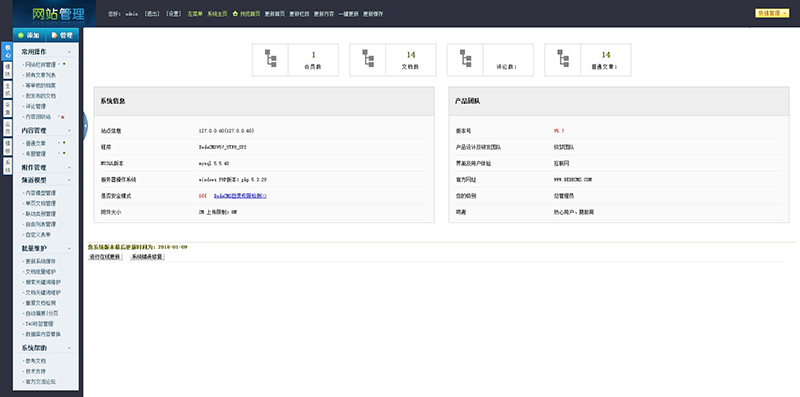 网站管理
您好: admin [退出] [设置] 左菜单 系统主页 预览首页 更新首页 更新栏目 更新内容 一键更新 更新缓存
快捷管理
添加 管理
核心
模块
生成
采集
会员
模板
系统
常用操作
网站栏目管理
所有文章列表
等审核的档案
我发布的文档
评论管理
内容回收站
内容管理
普通文章
专题管理
附件管理
频道模型
内容模型管理
单页文档管理
联动类别管理
自由列表管理
自定义表单
批量维护
更新系统缓存
文档批量维护
搜索关键词维护
文档关键词维护
重复文档检测
自动摘要|分页
TAG标签管理
数据库内容替换
系统帮助
参考文档
技术支持
官方交流论坛
1
会员数
14
文档数
评论数:
14
普通文章:
系统信息
站点信息 127.0.0.60(127.0.0.60)
程序 DedeCMSV57_UTF8_SP2
MYSQL版本 mysql 5.5.40
服务器操作系统 windows PHP版本: php 5.3.29
是否安全模式 Off DedeCMS目录权限检测>>
附件大小 2M 上传限制: 8M
产品团队
版本号 V5.7
产品设计及研发团队 织梦团队
界面及用户体验 互联网
官方网址 WWW.DEDECMS.COM
您的级别 总管理员
鸣谢 热心用户、赞助商
您系统版本最后更新时间为: 2018-01-09
进行在线更新 系统错误修复